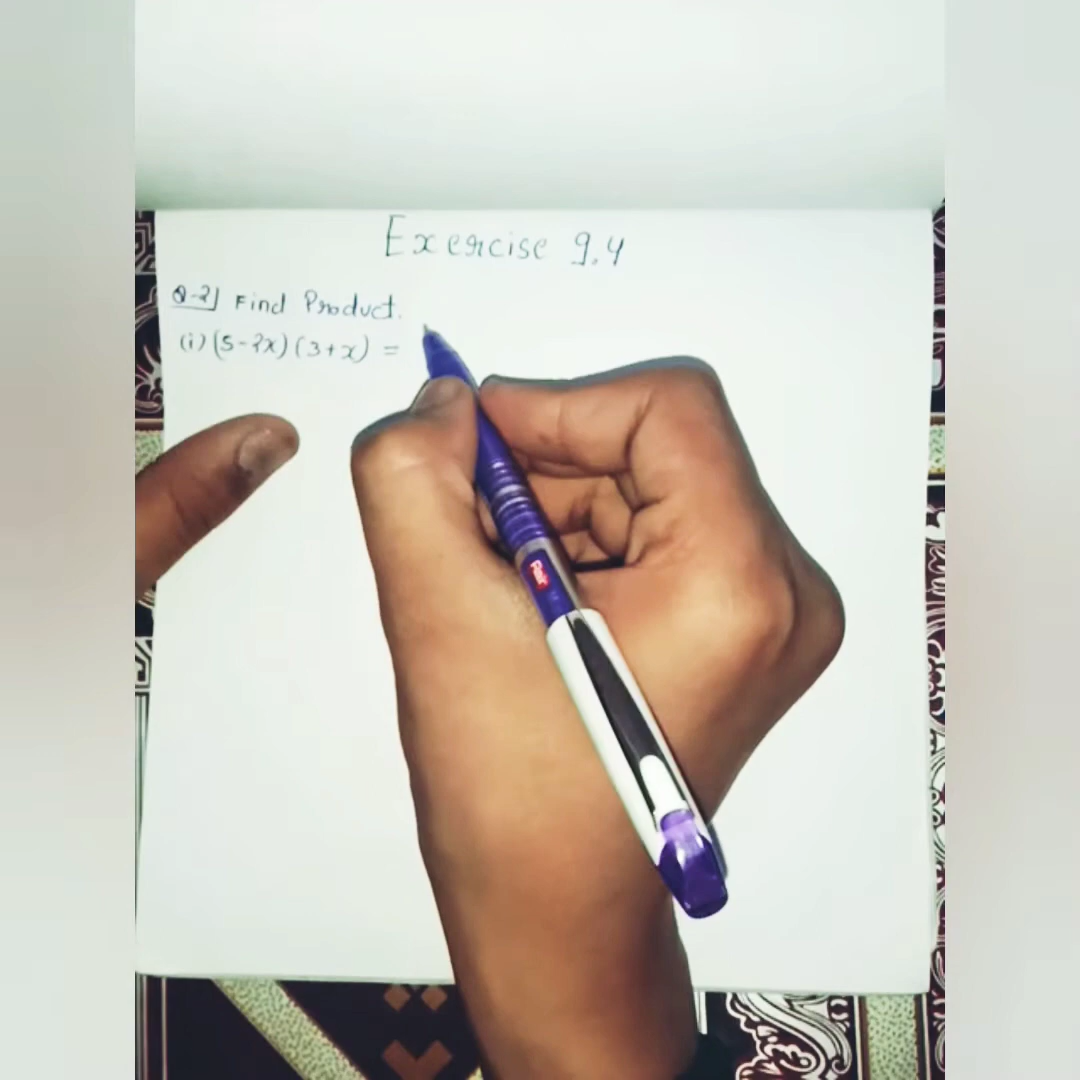 Exercise 9.4
Q-2] Find Product.
(i) (5-2x) (3+x) =